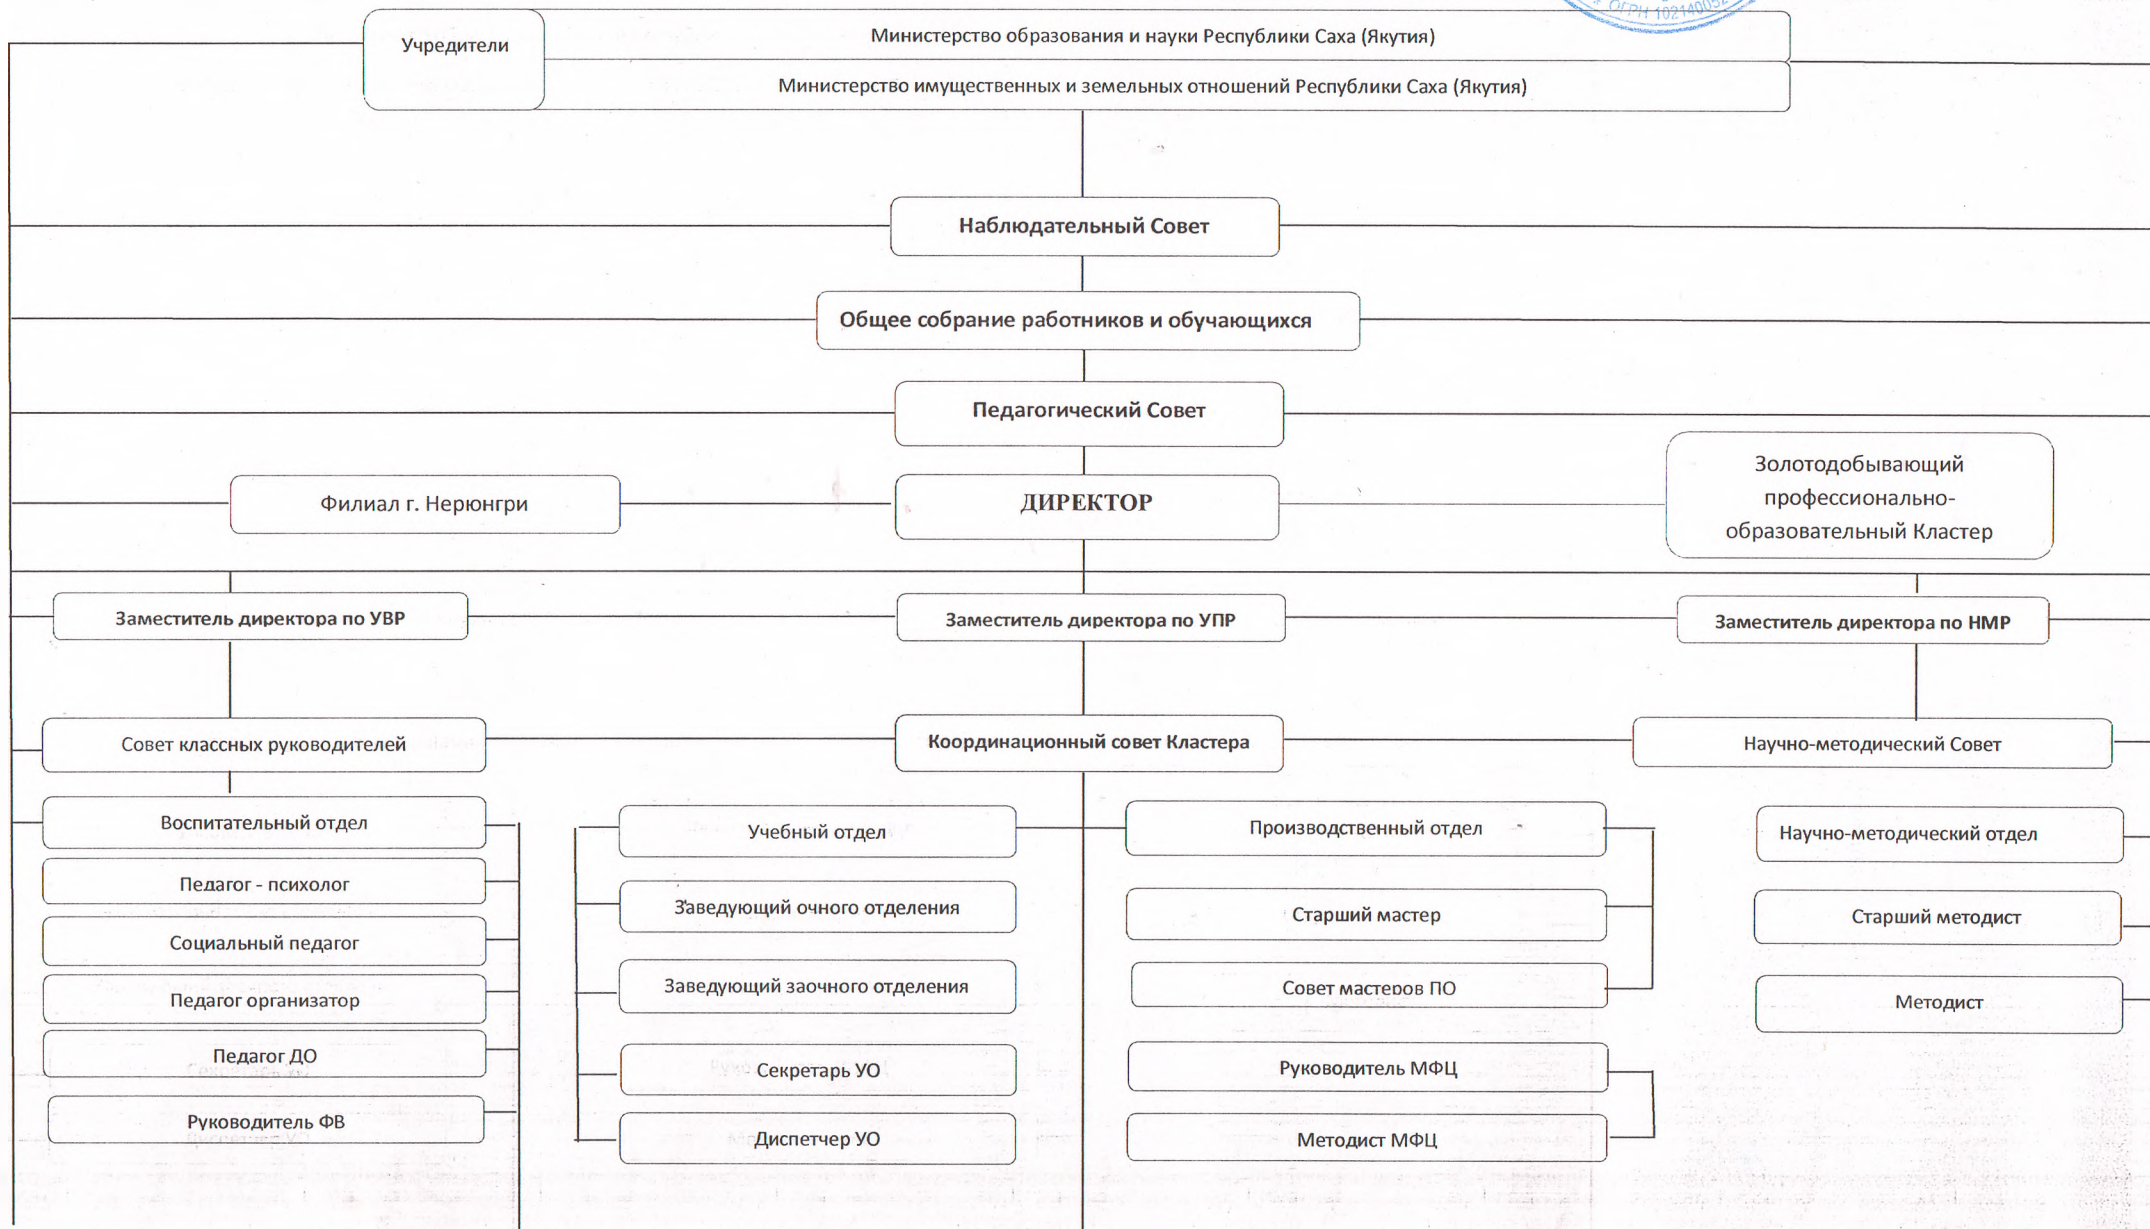 ОГРН 10214005
Учредители
Министерство образования и науки Республики Саха (Якутия)
Министерство имущественных и земельных отношений Республики Саха (Якутия)
Наблюдательный Совет
Общее собрание работников и обучающихся
Педагогический Совет
Филиал г. Нерюнгри
ДИРЕКТОР
Золотодобывающий
профессионально-
образовательный Кластер
Заместитель директора по УВР
Заместитель директора по УПР
Заместитель директора по НМР
Совет классных руководителей
Координационный совет Кластера
Научно-методический Совет
Воспитательный отдел
Педагог - психолог
Социальный педагог
Педагог организатор
Педагог ДО
Руководитель ФВ
Учебный отдел
Заведующий очного отделения
Заведующий заочного отделения
Секретарь УО
Диспетчер УО
Производственный отдел
Старший мастер
Совет мастеров ПО
Руководитель МФЦ
Методист МФЦ
Научно-методический отдел
Старший методист
Методист